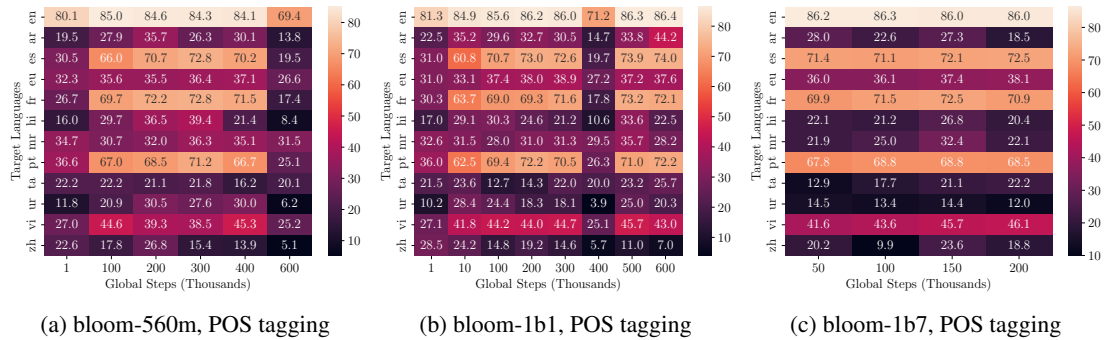 en 80.1 85.0 84.6 84.3 84.1 69.4
ar 19.5 27.9 35.7 26.3 30.1 13.8
es 30.5 66.0 70.7 72.8 70.2 19.5
eu 32.3 35.6 35.5 36.4 37.1 26.6
fr 26.7 69.7 72.2 72.8 71.5 17.4
hi 16.0 29.7 36.5 39.4 21.4 8.4
mr 34.7 30.7 32.0 36.3 35.1 31.5
pt 36.6 67.0 68.5 71.2 66.7 25.1
ta 22.2 22.2 21.1 21.8 16.2 20.1
ur 11.8 20.9 30.5 27.6 30.0 6.2
vi 27.0 44.6 39.3 38.5 45.3 25.2
zh 22.6 17.8 26.8 15.4 13.9 5.1
1 100 200 300 400 600
Target Languages
Global Steps (Thousands)
80
70
60
50
40
30
20
10
(a) bloom-560m, POS tagging
en 81.3 84.9 85.6 86.2 86.0 71.2 86.3 86.4
ar 22.5 35.2 29.6 32.7 30.5 14.7 33.8 44.2
es 31.0 60.8 70.7 73.0 72.6 19.7 73.9 74.0
eu 31.0 33.1 37.4 38.0 38.9 27.2 37.2 37.6
fr 30.3 63.7 69.0 69.3 71.6 17.8 73.2 72.1
hi 17.0 29.1 30.3 24.6 21.2 10.6 33.6 22.5
mr 32.6 31.5 28.0 31.0 31.3 29.5 35.7 28.2
pt 36.0 62.5 69.4 72.2 70.5 26.3 71.0 72.2
ta 21.5 23.6 12.7 14.3 22.0 20.0 23.2 25.7
ur 10.2 28.4 24.4 18.3 18.1 3.9 25.0 20.3
vi 27.1 41.8 44.2 44.0 44.7 25.1 45.7 43.0
zh 28.5 24.2 14.8 19.2 14.6 5.7 11.0 7.0
1 10 100 200 300 400 500 600
Target Languages
Global Steps (Thousands)
80
70
60
50
40
30
20
10
(b) bloom-1b1, POS tagging
en 86.2 86.3 86.0 86.0
ar 28.0 22.6 27.3 18.5
es 71.4 71.1 72.1 72.5
eu 36.0 36.1 37.4 38.1
fr 69.9 71.5 72.5 70.9
hi 22.1 21.2 26.8 20.4
mr 21.9 25.0 32.4 22.1
pt 67.8 68.8 68.8 68.5
ta 12.9 17.7 21.1 22.2
ur 14.5 13.4 14.4 12.0
vi 41.6 43.6 45.7 46.1
zh 20.2 9.9 23.6 18.8
50 100 150 200
Target Languages
Global Steps (Thousands)
80
70
60
50
40
30
20
10
(c) bloom-1b7, POS tagging